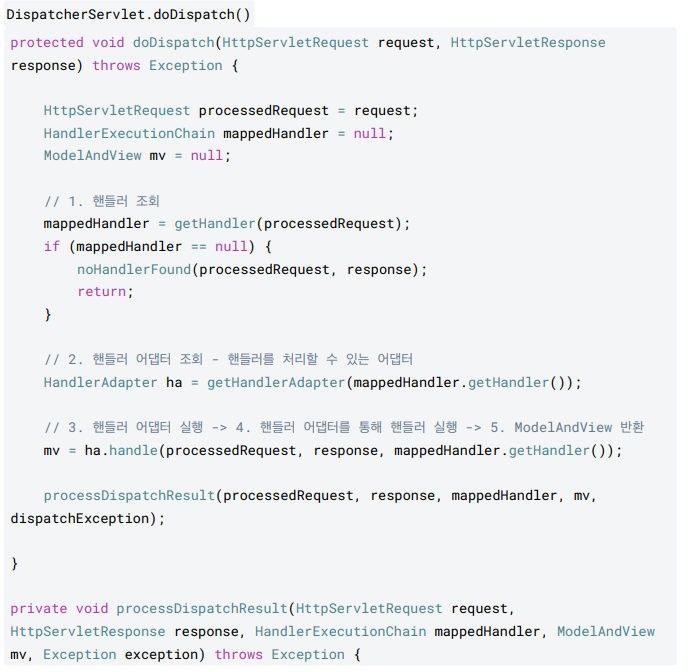 DispatcherServlet.doDispatch()
protected void doDispatch(HttpServletRequest request, HttpServletResponse
response) throws Exception {
HttpServletRequest processedRequest = request;
HandlerExecutionChain mappedHandler = null;
ModelAndView mv = null;
// 1. 핸들러 조회
mappedHandler = getHandler(processedRequest);
if (mappedHandler == null) {
noHandlerFound(processedRequest, response);
return;
}
// 2. 핸들러 어댑터 조회 - 핸들러를 처리할 수 있는 어댑터
HandlerAdapter ha = getHandlerAdapter(mappedHandler.getHandler());
// 3. 핸들러 어댑터 실행 -> 4. 핸들러 어댑터를 통해 핸들러 실행 -> 5. ModelAndView 반환
mv = ha.handle(processedRequest, response, mappedHandler.getHandler());
processDispatchResult(processedRequest, response, mappedHandler, mv,
dispatchException);
}
private void processDispatchResult(HttpServletRequest request,
HttpServletResponse response, HandlerExecutionChain mappedHandler, ModelAndView
mv, Exception exception) throws Exception {